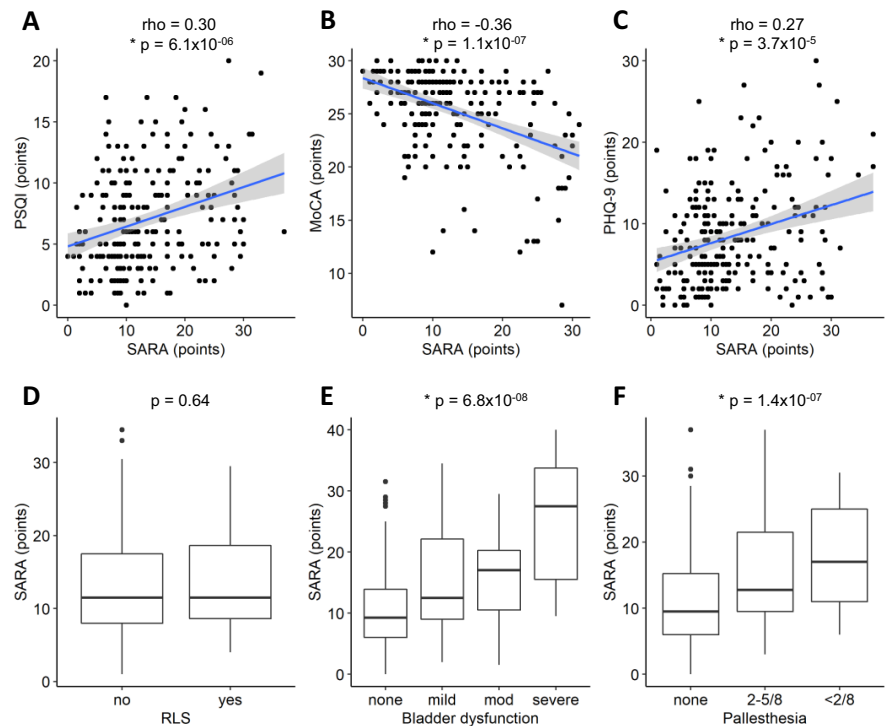 A
rho = 0.30
* p = 6.1x10-06
20
15
10
5
0
PSQI (points)
0 10 20 30
SARA (points)
B
rho = -0.36
* p = 1.1x10-07
30
25
20
15
10
MoCA (points)
0 10 20 30
SARA (points)
C
rho = 0.27
* p = 3.7x10-5
30
20
10
0
PHQ-9 (points)
0 10 20 30
SARA (points)
D
p = 0.64
30
20
10
0
SARA (points)
no yes
RLS
E
* p = 6.8x10-08
40
30
20
10
0
SARA (points)
none mild mod severe
Bladder dysfunction
F
* p = 1.4x10-07
30
20
10
0
SARA (points)
none 2-5/8 <2/8
Pallesthesia